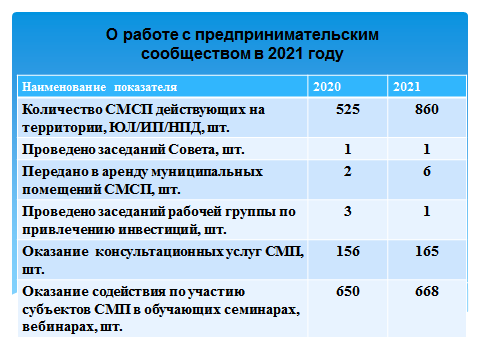 О работе с предпринимательским
сообществом в 2021 году
Наименование показателя 2020 2021
Количество СМСП действующих на
территории, ЮЛ/ИП/НПД, шт. 525 860
Проведено заседаний Совета, шт. 1 1
Передано в аренду муниципальных
помещений СМСП, шт. 2 6
Проведено заседаний рабочей группы по
привлечению инвестиций, шт. 3 1
Оказание консультационных услуг СМП,
шт. 156 165
Оказание содействия по участию
субъектов СМП в обучающих семинарах,
вебинарах, шт. 650 668